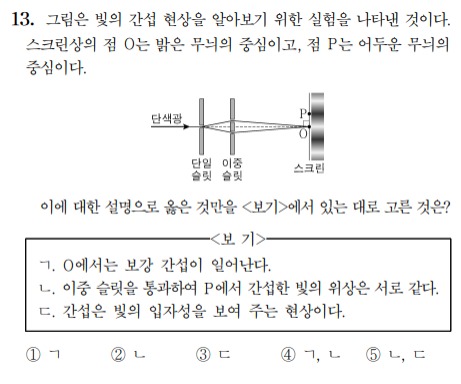 13. 그림은 빛의 간섭 현상을 알아보기 위한 실험을 나타낸 것이다.
스크린상의 점 O는 밝은 무늬의 중심이고, 점 P는 어두운 무늬의
중심이다.
단색광
P
O
단일 이중
슬릿 슬릿 스크린
이에 대한 설명으로 옳은 것만을 <보기>에서 있는 대로 고른 것은?
<보 기>
ㄱ. O에서는 보강 간섭이 일어난다.
ㄴ. 이중 슬릿을 통과하여 P에서 간섭한 빛의 위상은 서로 같다.
ㄷ. 간섭은 빛의 입자성을 보여 주는 현상이다.
① ㄱ ② ㄴ ③ ㄷ ④ ㄱ, ㄴ ⑤ ㄴ, ㄷ